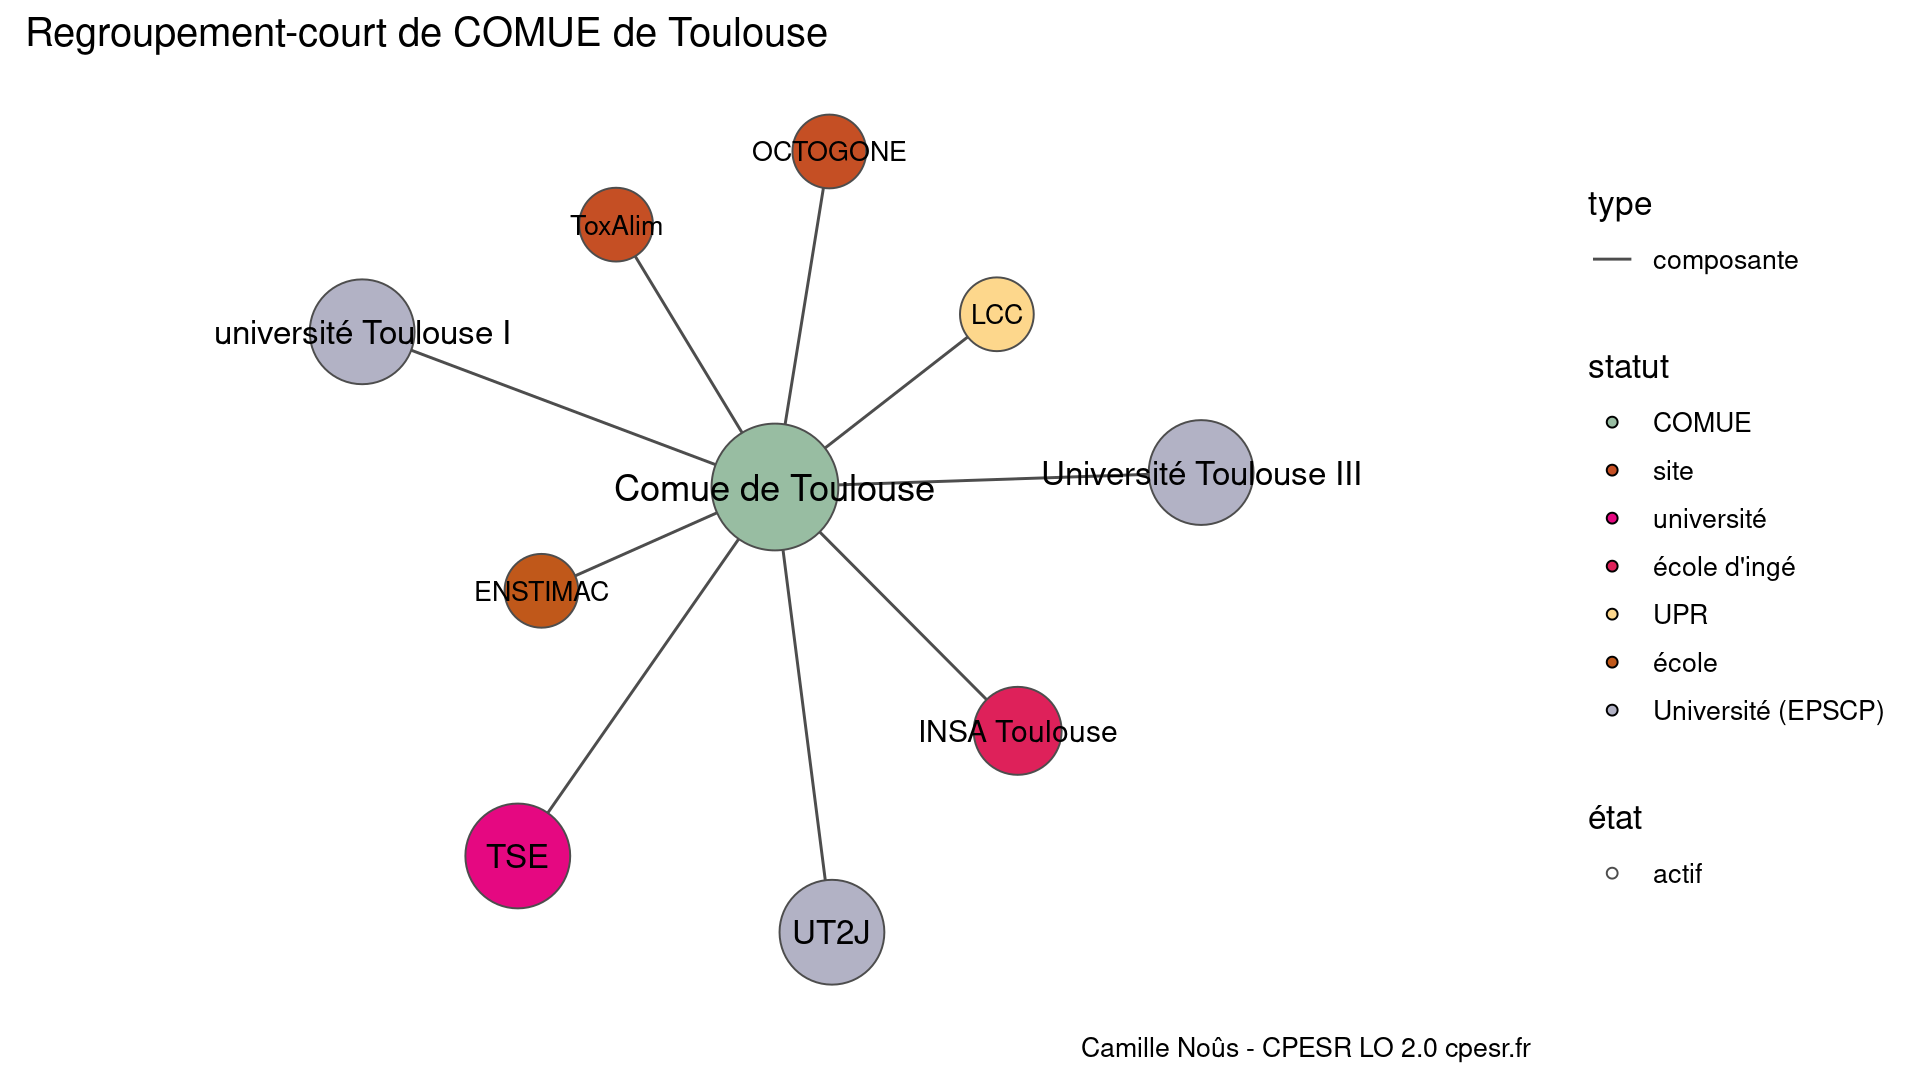 Regroupement-court de COMUE de Toulouse
OCTOGONE
ToxAlim
LCC
université Toulouse I
Université Toulouse III
Comue de Toulouse
ENSTIMAC
INSA Toulouse
TSE
UT2J
type
composante
statut
COMUE
site
université
école d'ingé
UPR
école
Université (EPSCP)
état
actif
Camille Noûs - CPESR LO 2.0 cpesr.fr